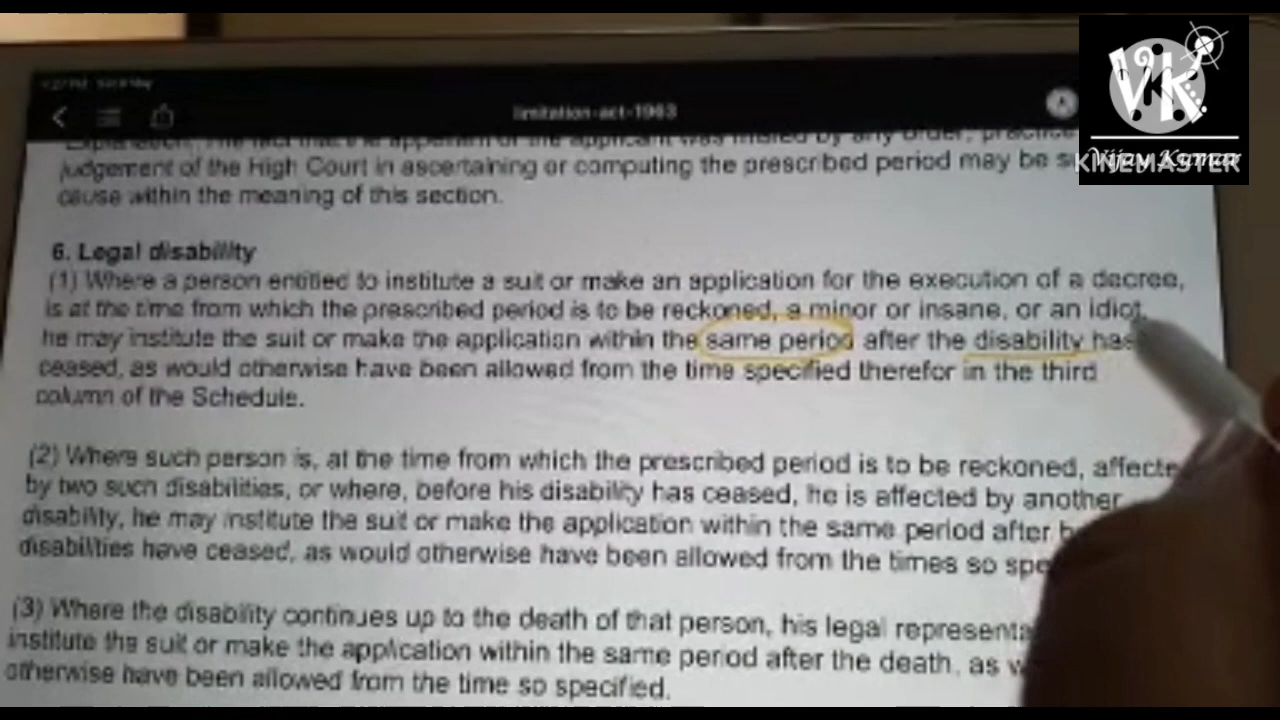 limitation-act-1963
VK
Vijay Kumar
KINEMASTER
judgement of the High Court in ascertaining or computing the prescribed period may be
cause within the meaning of this section.
6. Legal disability
(1) Where a person entitled to institute a suit or make an application for the execution of a decree,
is at the time from which the prescribed period is to be reckoned, a minor or insane, or an idiot,
he may institute the suit or make the application within the same period after the disability has
ceased, as would otherwise have been allowed from the time specified therefor in the third
column of the Schedule.
(2) Where such person is, at the time from which the prescribed period is to be reckoned, affecte
by two such disabilities, or where, before his disability has ceased, he is affected by another
disability, he may institute the suit or make the application within the same period after
disabilities have ceased, as would otherwise have been allowed from the times so spe
(3) Where the disability continues up to the death of that person, his legal representa
institute the suit or make the application within the same period after the death, as w
otherwise have been allowed from the time so specified.